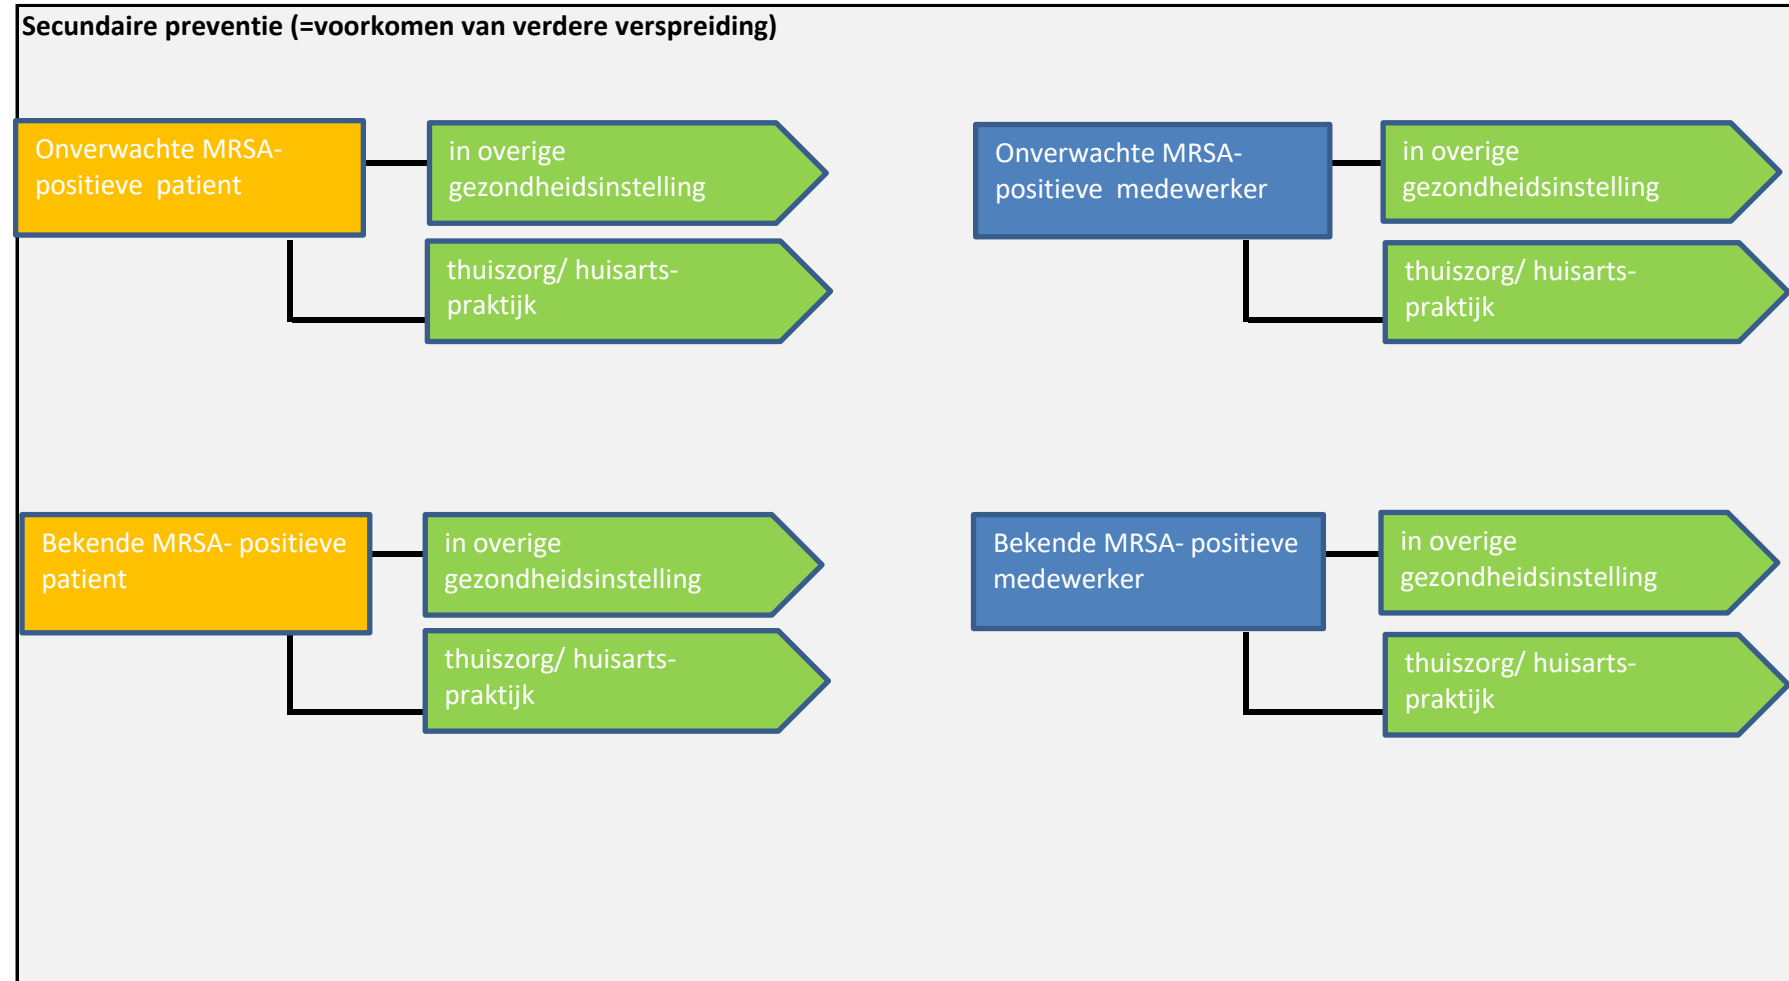 Secundaire preventie (=voorkomen van verdere verspreiding)
Onverwachte MRSA-
positieve  patient
in overige
gezondheidsinstelling
thuiszorg/ huisarts-
praktijk
Onverwachte MRSA-
positieve  medewerker
in overige
gezondheidsinstelling
thuiszorg/ huisarts-
praktijk
Bekende MRSA- positieve
patient
in overige
gezondheidsinstelling
thuiszorg/ huisarts-
praktijk
Bekende MRSA- positieve
medewerker
in overige
gezondheidsinstelling
thuiszorg/ huisarts-
praktijk